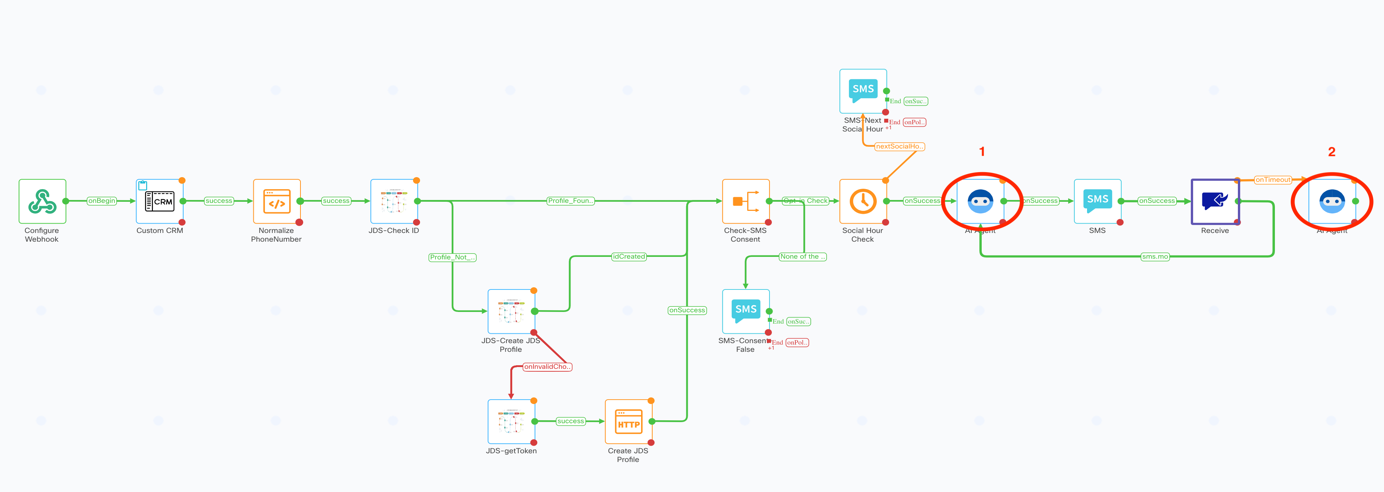 SMS
End onSuc..
SMS-Next
Social Hour
End onPol..
+1
nextSocialHo..
1
2
Configure
Webhook
onBegin
CRM
Custom CRM
success
Normalize
PhoneNumber
success
JDS-Check ID
Profile_Foun..
Check-SMS
Consent
Opt-in Check
Social Hour
Check
onSuccess
AI Agent
onSuccess
SMS
SMS
onSuccess
Receive
onTimeout
AI Agent
sms.mo
Profile_Not_..
idCreated
None of the ..
JDS-Create JDS
Profile
onSuccess
SMS
End onSuc..
SMS-Consent
False
End onPol..
+1
onInvalidCho..
JDS-getToken
success
HTTP
Create JDS
Profile